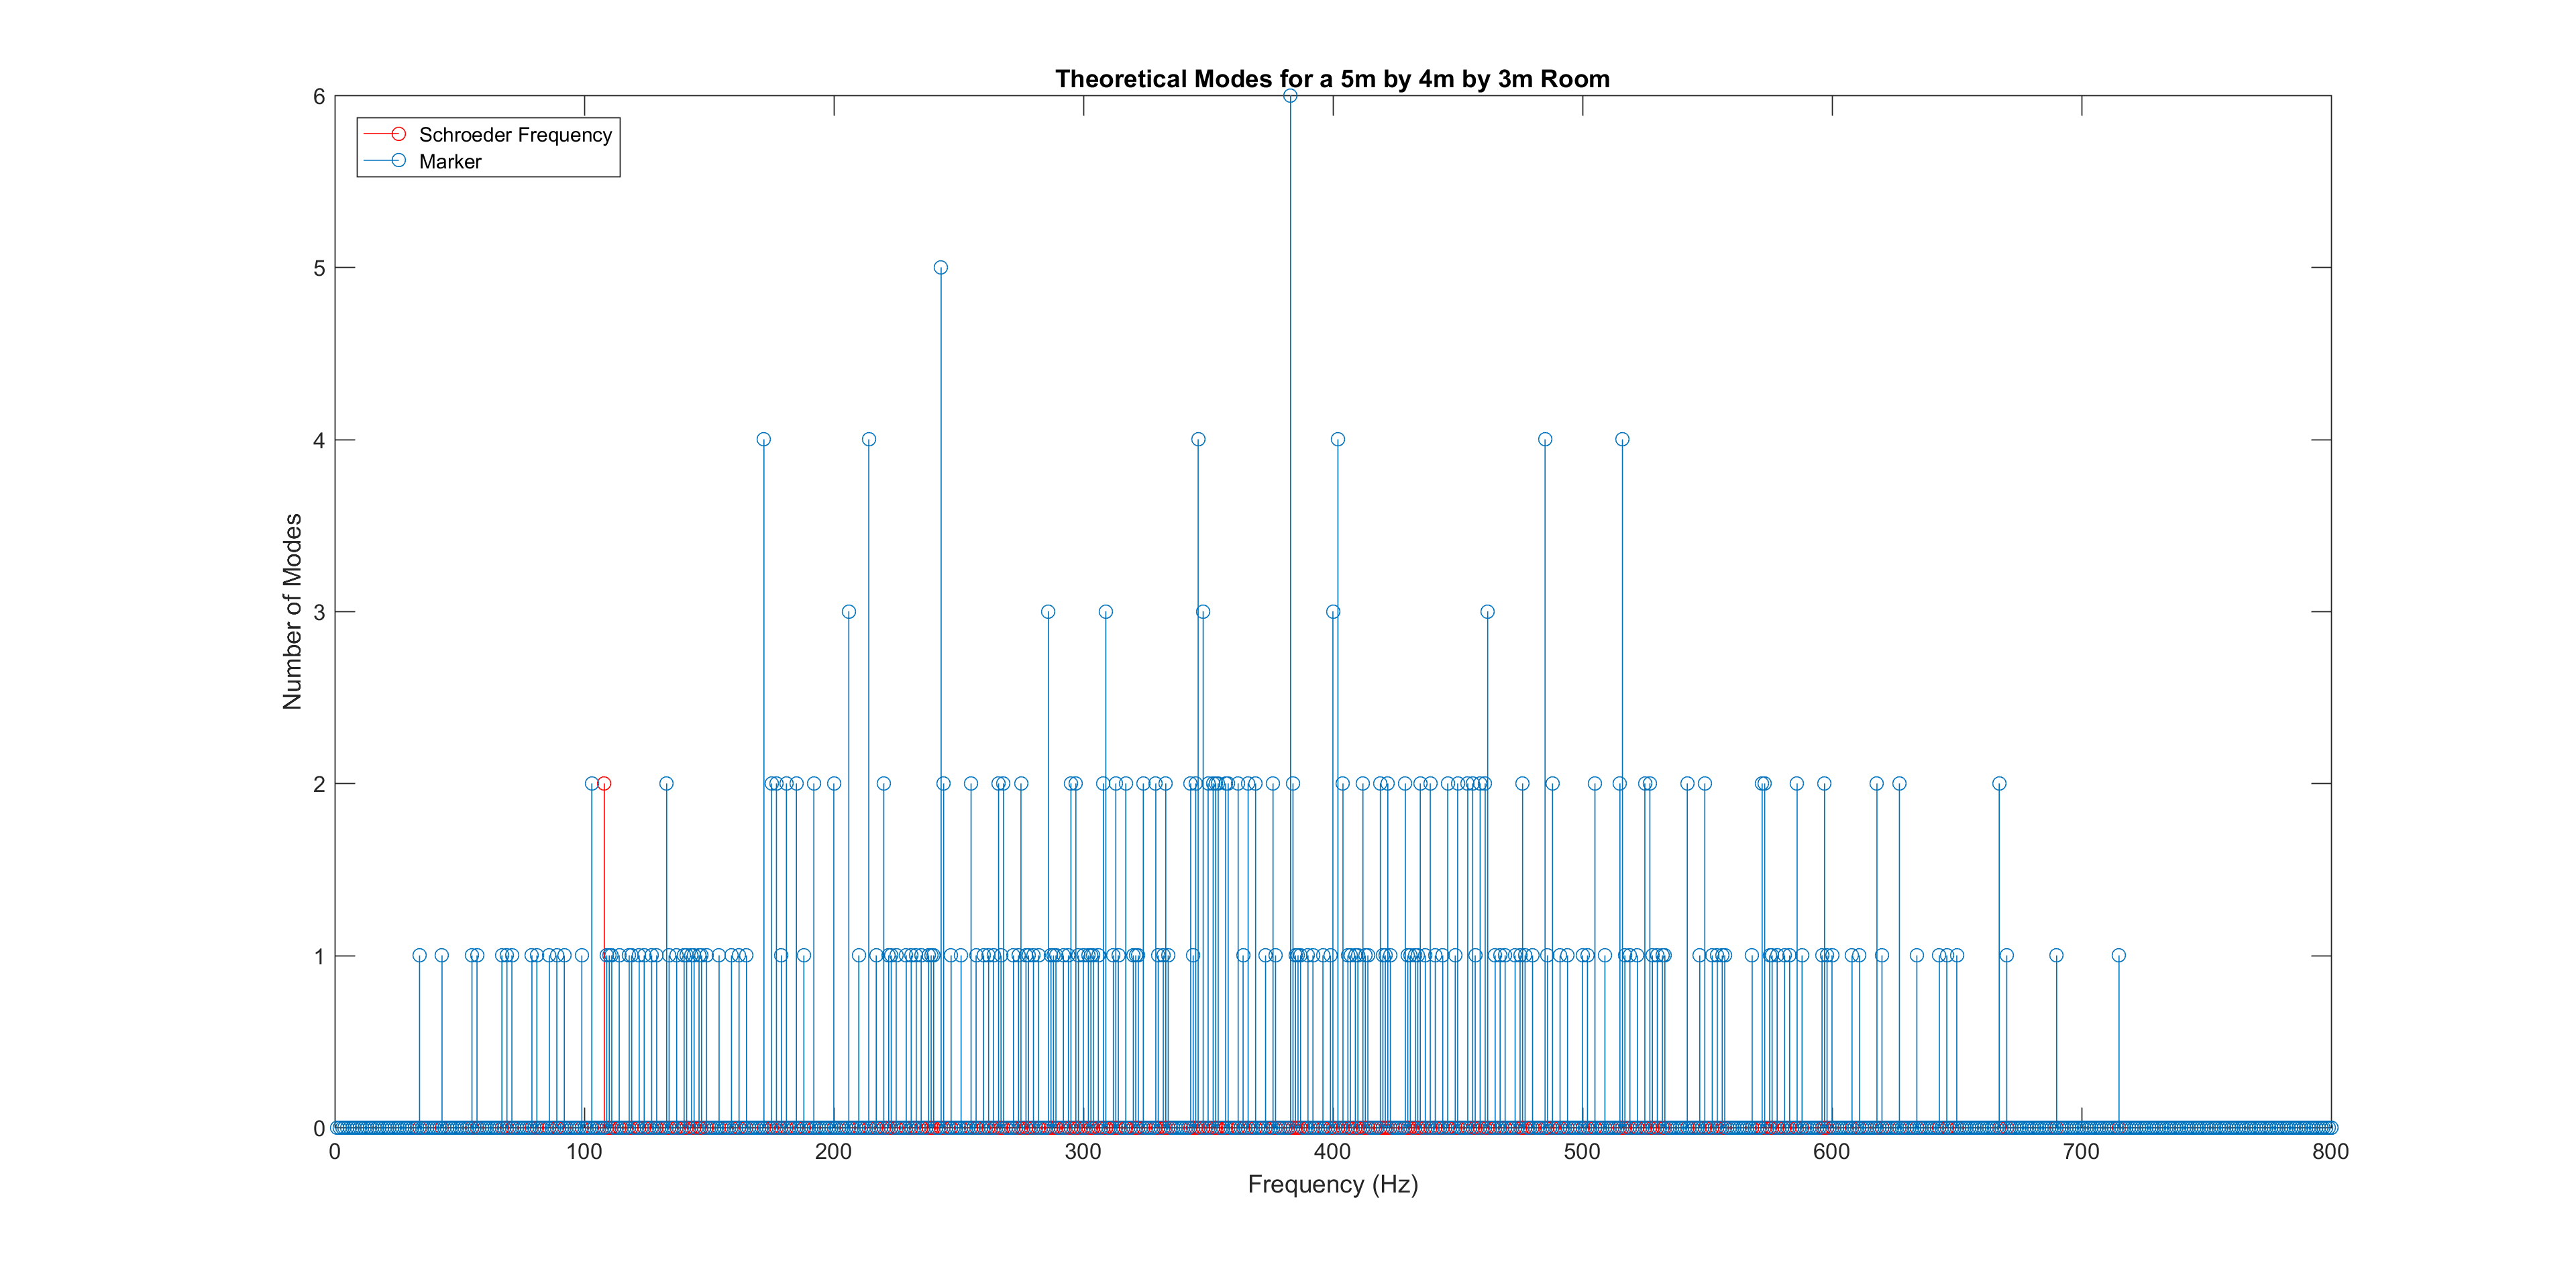 Theoretical Modes for a 5m by 4m by 3m Room
6
5
4
3
2
1
0
Schroeder Frequency
Marker
Number of Modes
0 100 200 300 400 500 600 700 800
Frequency (Hz)